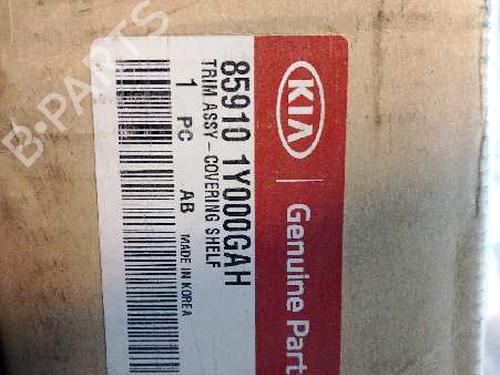 B-PARTS
KIA
Genuine Part
85910 1Y000GAH
TRIM ASSY-COVERING SHELF
1 PC AB MADE IN KOREA